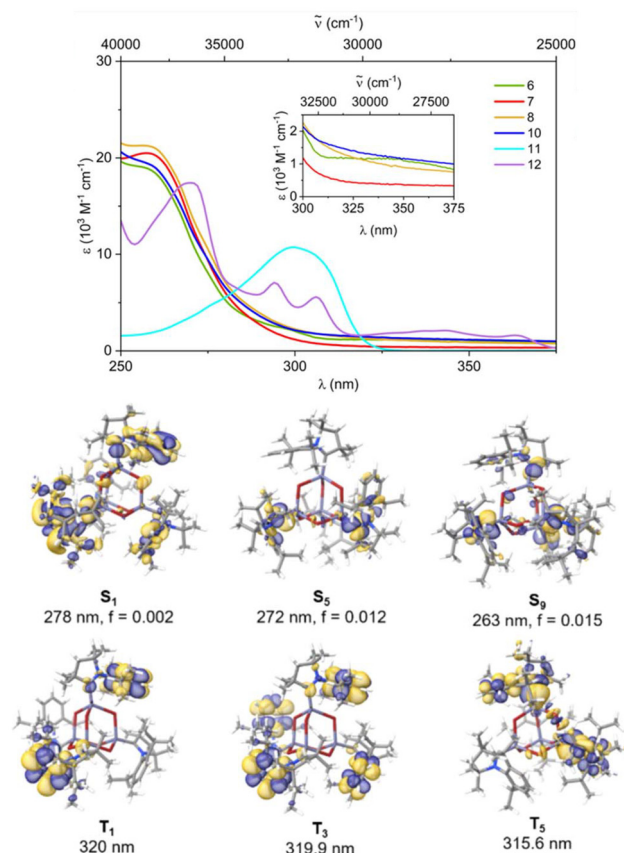 ṽ (cm⁻¹)
40000 35000 30000 25000
30
20
10
0
ε (10³ M⁻¹ cm⁻¹)
250 300 350
λ (nm)
6
7
8
10
11
12
ṽ (cm⁻¹)
32500 30000 27500
2
1
0
ε (10³ M⁻¹ cm⁻¹)
300 325 350 375
λ (nm)
S₁ S₅ S₉
278 nm, f = 0.002 272 nm, f = 0.012 263 nm, f = 0.015
T₁ T₃ T₅
320 nm 319.9 nm 315.6 nm